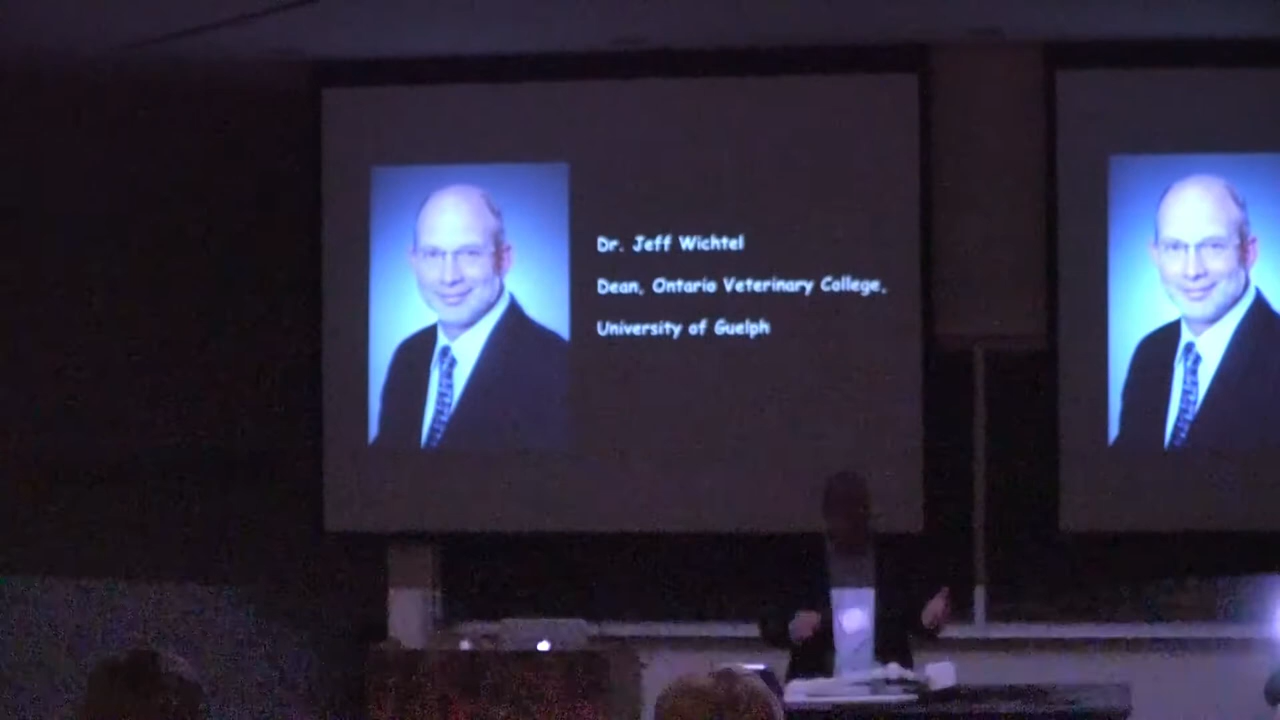 Dr. Jeff Wichtel
Dean, Ontario Veterinary College,
University of Guelph